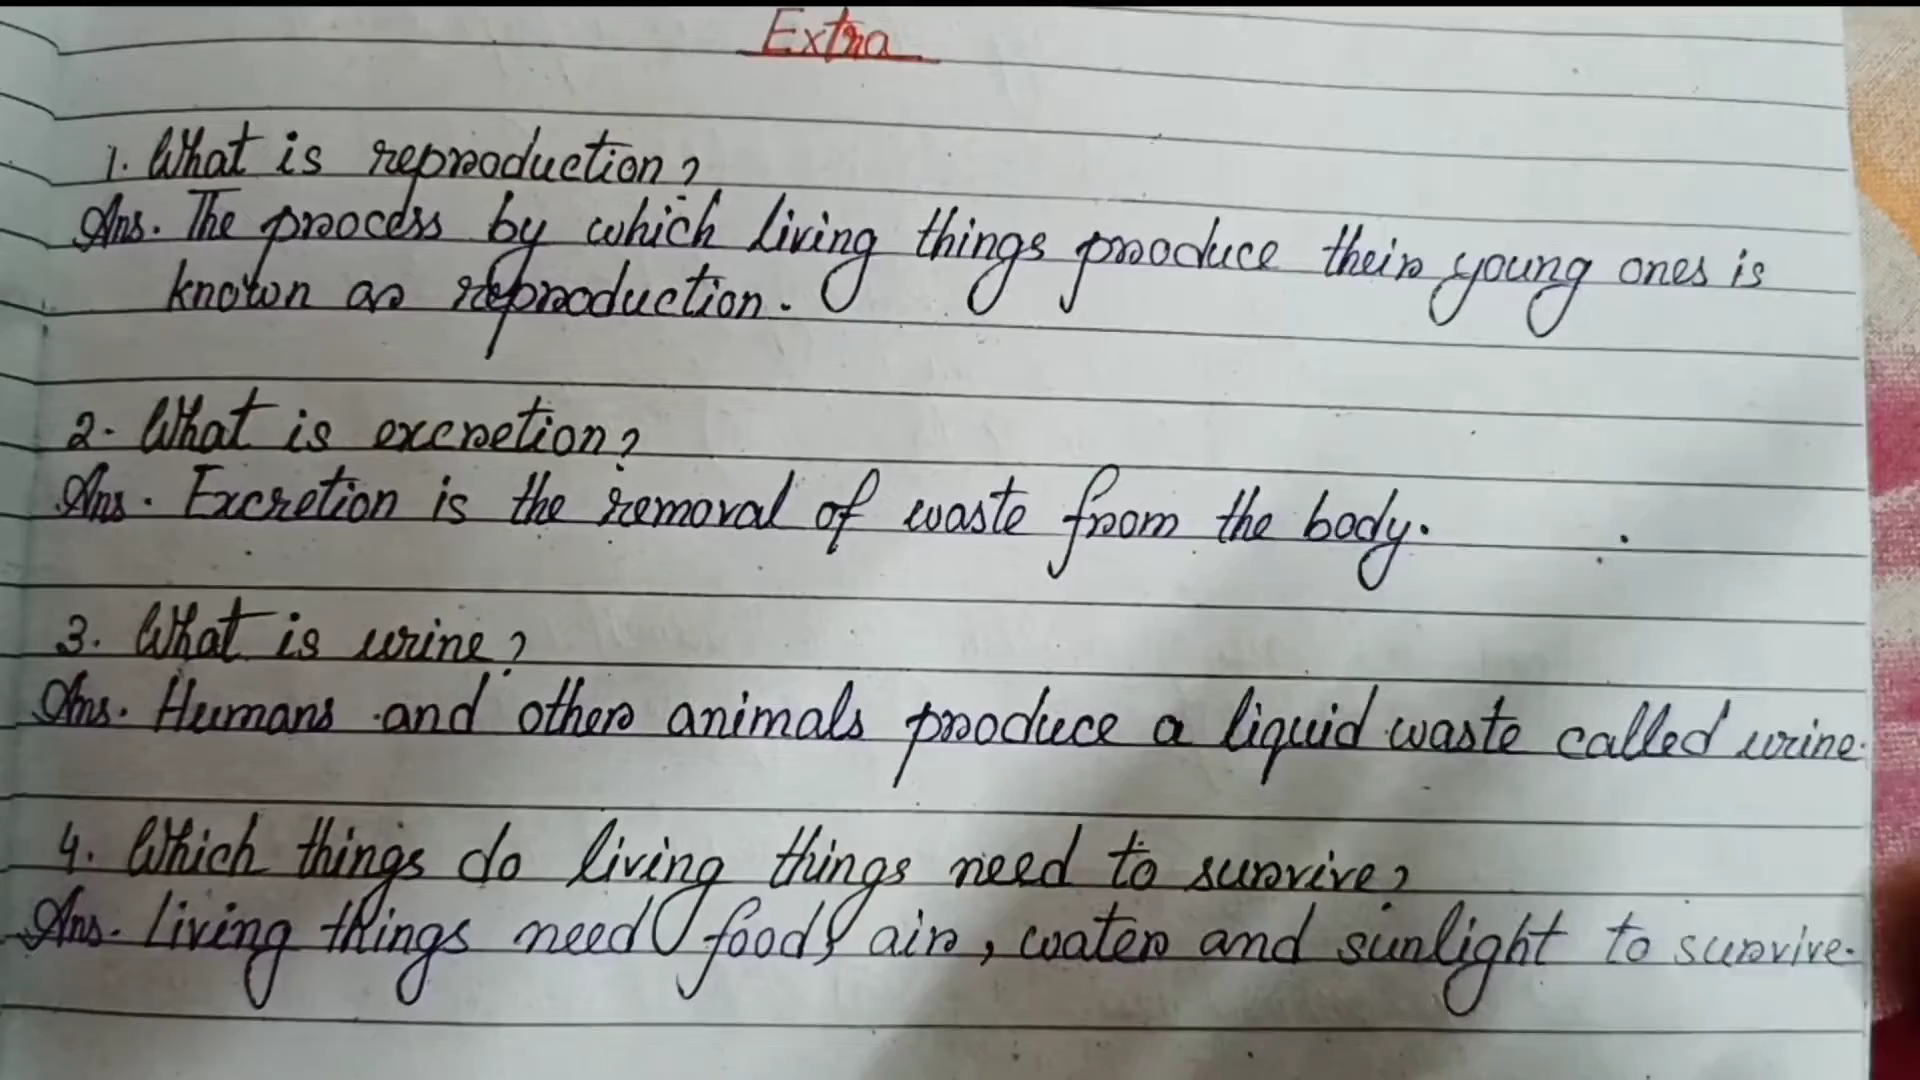 Extra
1. What is reproduction?
Ans. The process by which living things produce their young ones is
known as reproduction.
2. What is excretion?
Ans. Excretion is the removal of waste from the body.
3. What is urine?
Ans. Humans and other animals produce a liquid waste called urine.
4. Which things do living things need to survive?
Ans. Living things need food, air, water and sunlight to survive.